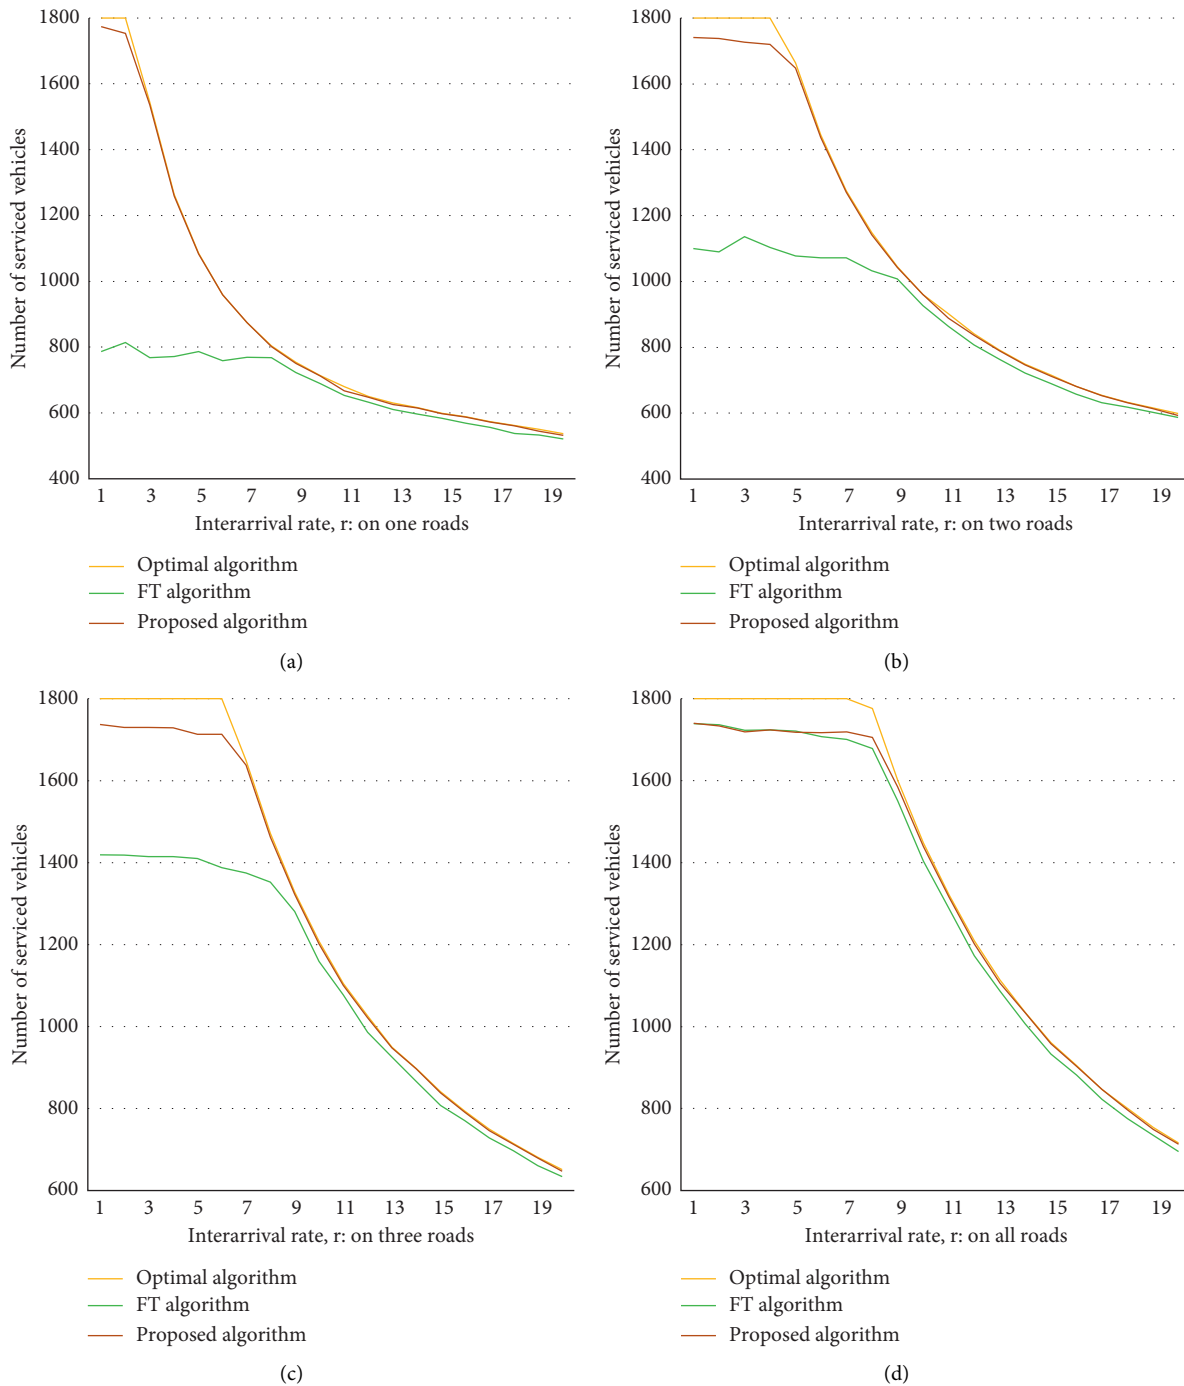 1800
1600
1400
1200
1000
800
600
400
Number of serviced vehicles
1 3 5 7 9 11 13 15 17 19
Interarrival rate, r: on one roads
Optimal algorithm
FT algorithm
Proposed algorithm
(a)
1800
1600
1400
1200
1000
800
600
400
Number of serviced vehicles
1 3 5 7 9 11 13 15 17 19
Interarrival rate, r: on two roads
Optimal algorithm
FT algorithm
Proposed algorithm
(b)
1800
1600
1400
1200
1000
800
600
Number of serviced vehicles
1 3 5 7 9 11 13 15 17 19
Interarrival rate, r: on three roads
Optimal algorithm
FT algorithm
Proposed algorithm
(c)
1800
1600
1400
1200
1000
800
600
Number of serviced vehicles
1 3 5 7 9 11 13 15 17 19
Interarrival rate, r: on all roads
Optimal algorithm
FT algorithm
Proposed algorithm
(d)